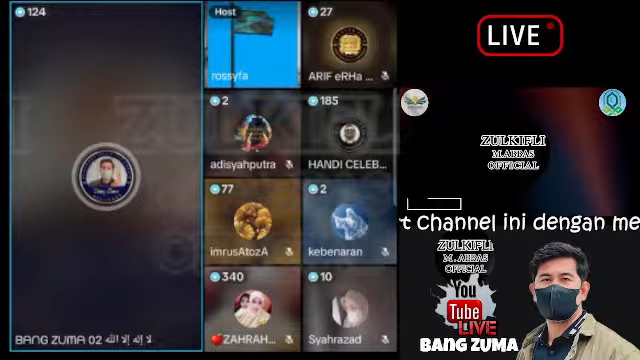 124
Host
27
rossyfa
ARIF eRHa ...
2
185
adisyahputra
HANDI CELEB...
77
2
imrusAtozA
kebenaran
340
10
ZAHRAH...
Syahrazad
BANG ZUMA 02 لا إله إلا الله
LIVE
ZULKIFLI
M.ABBAS
OFFICIAL
t channel ini dengan me
ZULKIFLI
M. ABBAS
OFFICIAL
You
Tube
LIVE
BANG ZUMA